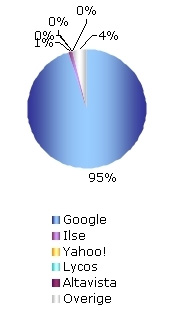 0%
0%
0%
4%
1%
95%
Google
Ilse
Yahoo!
Lycos
Altavista
Overige